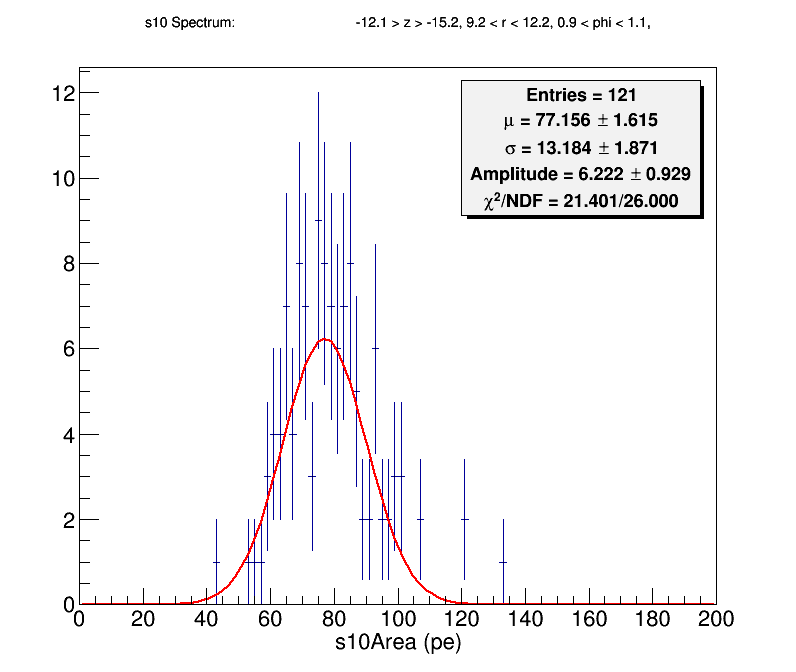 s10 Spectrum: -12.1 > z > -15.2, 9.2 < r < 12.2, 0.9 < phi < 1.1,
Entries = 121
μ = 77.156 ± 1.615
σ = 13.184 ± 1.871
Amplitude = 6.222 ± 0.929
χ²/NDF = 21.401/26.000
12
10
8
6
4
2
0
0 20 40 60 80 100 120 140 160 180 200
s10Area (pe)